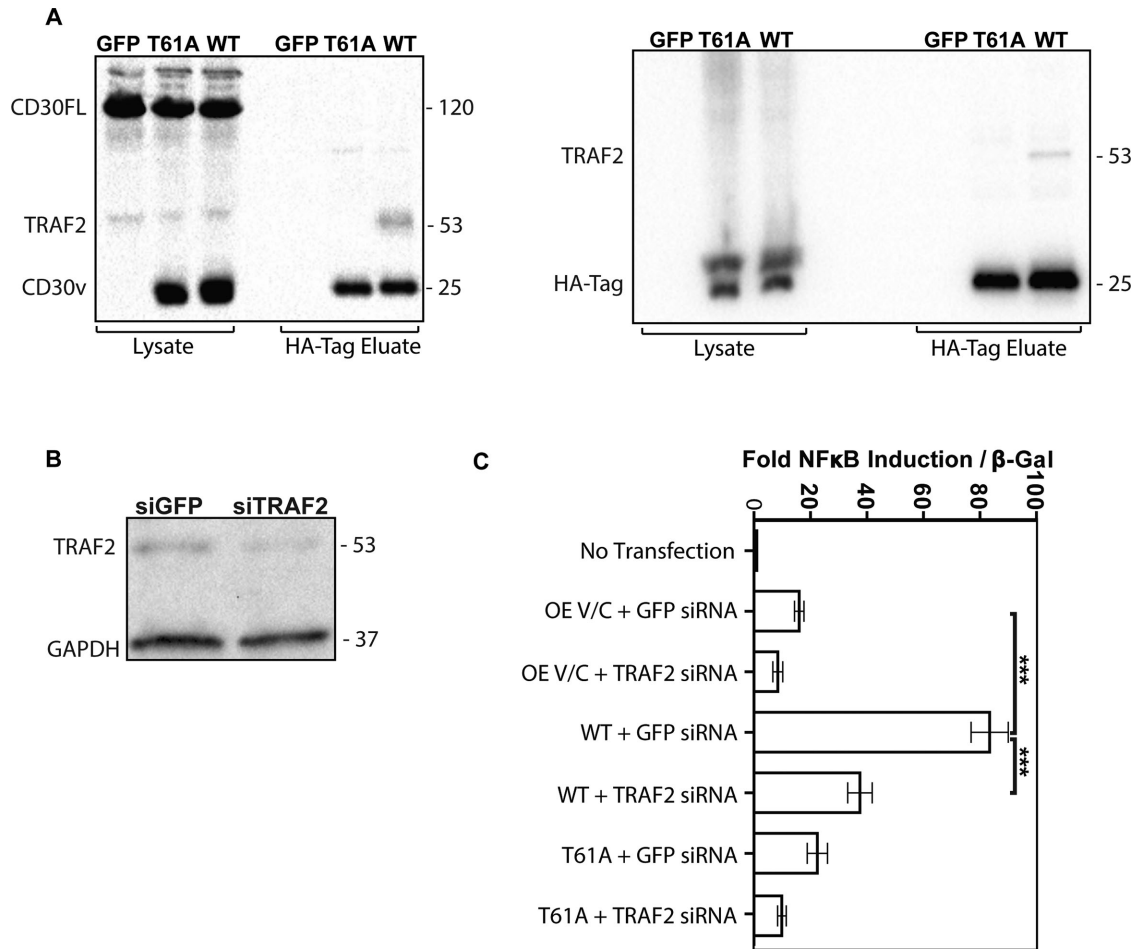 A
GFP T61A WT GFP T61A WT
CD30FL - 120
TRAF2 - 53
CD30v - 25
Lysate HA-Tag Eluate
GFP T61A WT GFP T61A WT
TRAF2 - 53
HA-Tag - 25
Lysate HA-Tag Eluate
B
siGFP siTRAF2
TRAF2 - 53
GAPDH - 37
C
Fold NFκB Induction / β-Gal
0 20 40 60 80 100
No Transfection
OE V/C + GFP siRNA
OE V/C + TRAF2 siRNA
WT + GFP siRNA
WT + TRAF2 siRNA
T61A + GFP siRNA
T61A + TRAF2 siRNA
***
***